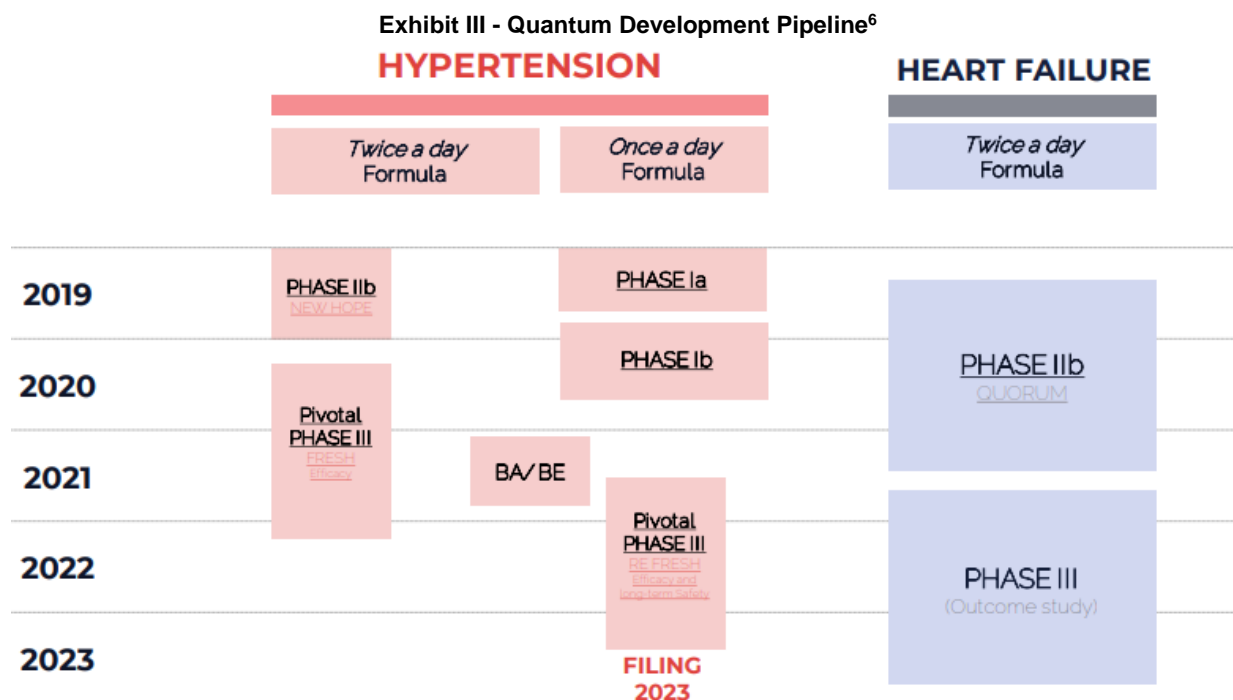 Exhibit III - Quantum Development Pipeline6
HYPERTENSION
HEART FAILURE
Twice a day
Formula
Once a day
Formula
Twice a day
Formula
2019
PHASE IIb
NEW HOPE
PHASE Ia
PHASE Ib
2020
PHASE IIb
QUORUM
Pivotal
PHASE III
FRESH
Efficacy
2021
BA/BE
Pivotal
PHASE III
RE FRESH
Efficacy and
long-term Safety
2022
PHASE III
(Outcome study)
2023
FILING
2023